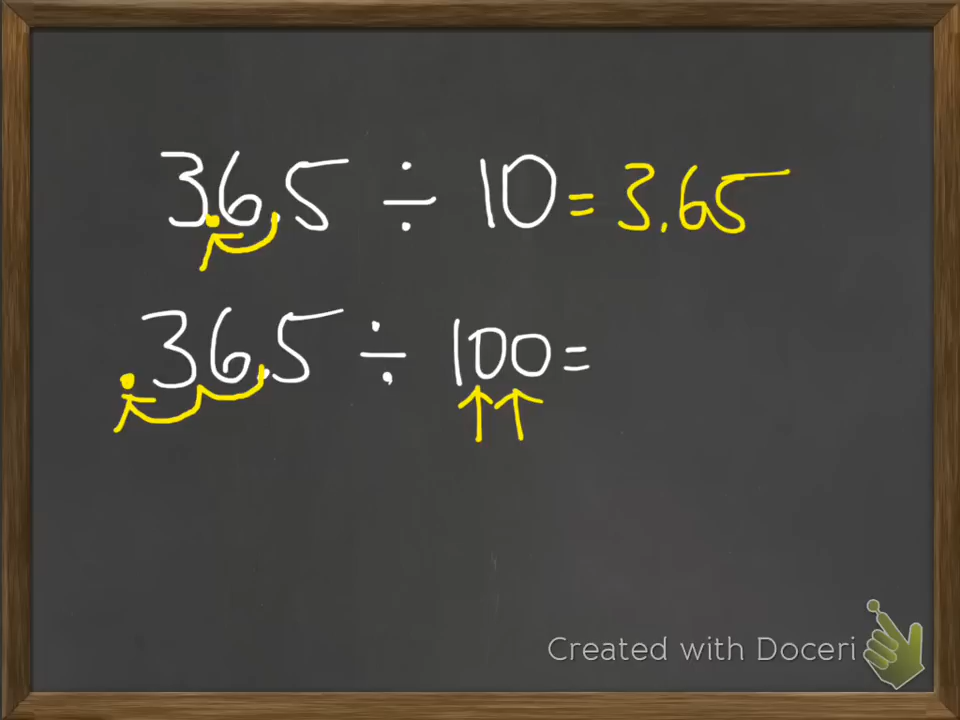 36.5 ÷ 10 = 3.65
.36.5 ÷ 100 =
Created with Doceri